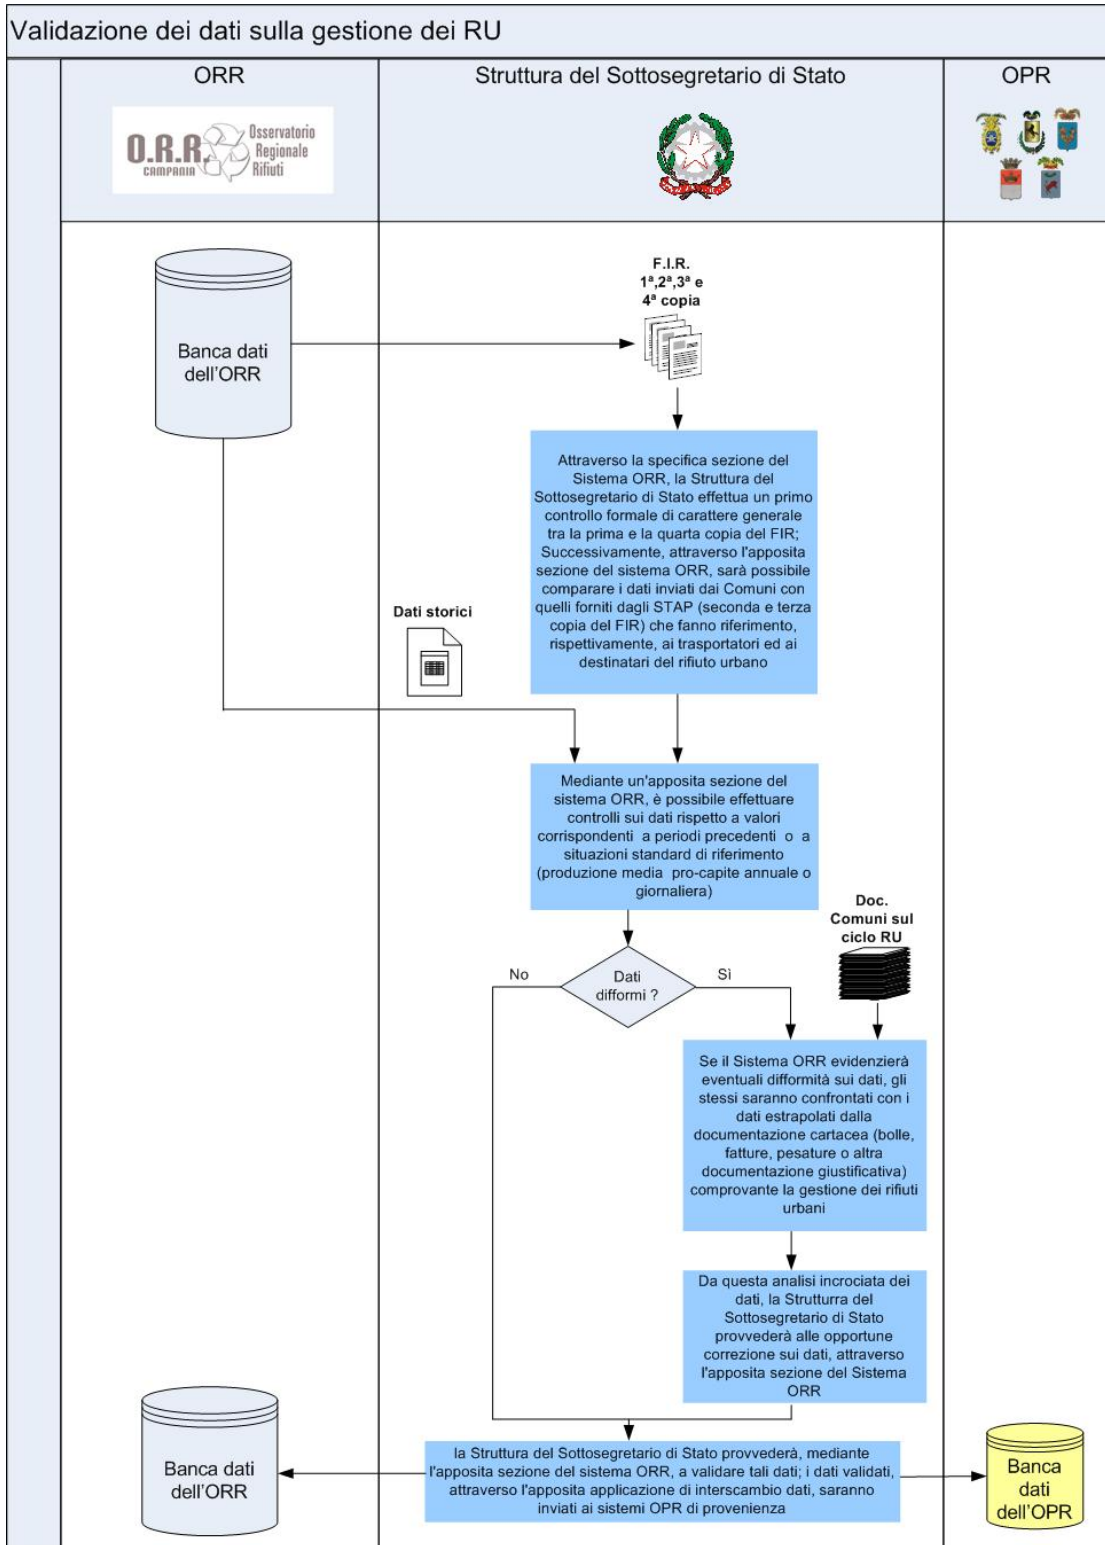 Validazione dei dati sulla gestione dei RU
ORR
Struttura del Sottosegretario di Stato
OPR
O.R.R.
CAMPANIA
Osservatorio
Regionale
Rifiuti
F.I.R.
1ª,2ª,3ª e
4ª copia
Banca dati
dell'ORR
Attraverso la specifica sezione del
Sistema ORR, la Struttura del
Sottosegretario di Stato effettua un primo
controllo formale di carattere generale
tra la prima e la quarta copia del FIR;
Successivamente, attraverso l'apposita
sezione del sistema ORR, sarà possibile
comparare i dati inviati dai Comuni con
quelli forniti dagli STAP (seconda e terza
copia del FIR) che fanno riferimento,
rispettivamente, ai trasportatori ed ai
destinatari del rifiuto urbano
Dati storici
Mediante un'apposita sezione del
sistema ORR, è possibile effettuare
controlli sui dati rispetto a valori
corrispondenti a periodi precedenti o a
situazioni standard di riferimento
(produzione media pro-capite annuale o
giornaliera)
Doc.
Comuni sul
ciclo RU
No
Dati
difformi ?
Sì
Se il Sistema ORR evidenzierà
eventuali difformità sui dati, gli
stessi saranno confrontati con i
dati estrapolati dalla
documentazione cartacea (bolle,
fatture, pesature o altra
documentazione giustificativa)
comprovante la gestione dei rifiuti
urbani
Da questa analisi incrociata dei
dati, la Strutturra del
Sottosegretario di Stato
provvederà alle opportune
correzione sui dati, attraverso
l'apposita sezione del Sistema
ORR
Banca dati
dell'ORR
la Struttura del Sottosegretario di Stato provvederà, mediante
l'apposita sezione del sistema ORR, a validare tali dati; i dati validati,
attraverso l'apposita applicazione di interscambio dati, saranno
inviati ai sistemi OPR di provenienza
Banca
dati
dell'OPR